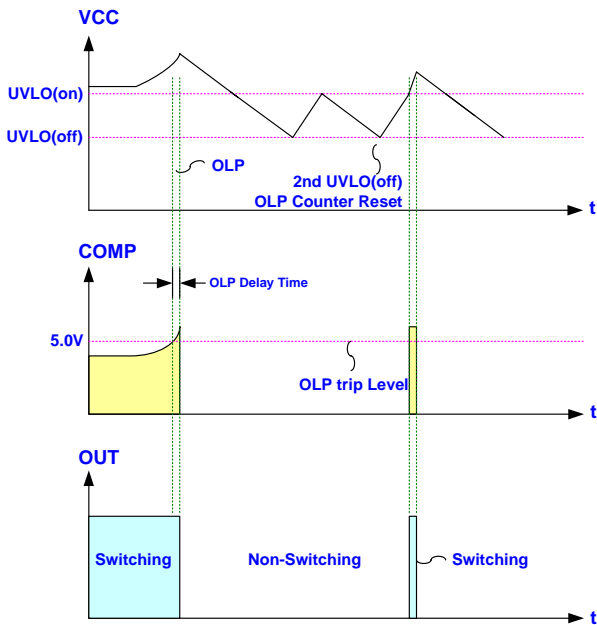 VCC
UVLO(on)
UVLO(off)
OLP
2nd UVLO(off)
OLP Counter Reset
t
COMP
OLP Delay Time
5.0V
OLP trip Level
t
OUT
Switching
Non-Switching
Switching
t